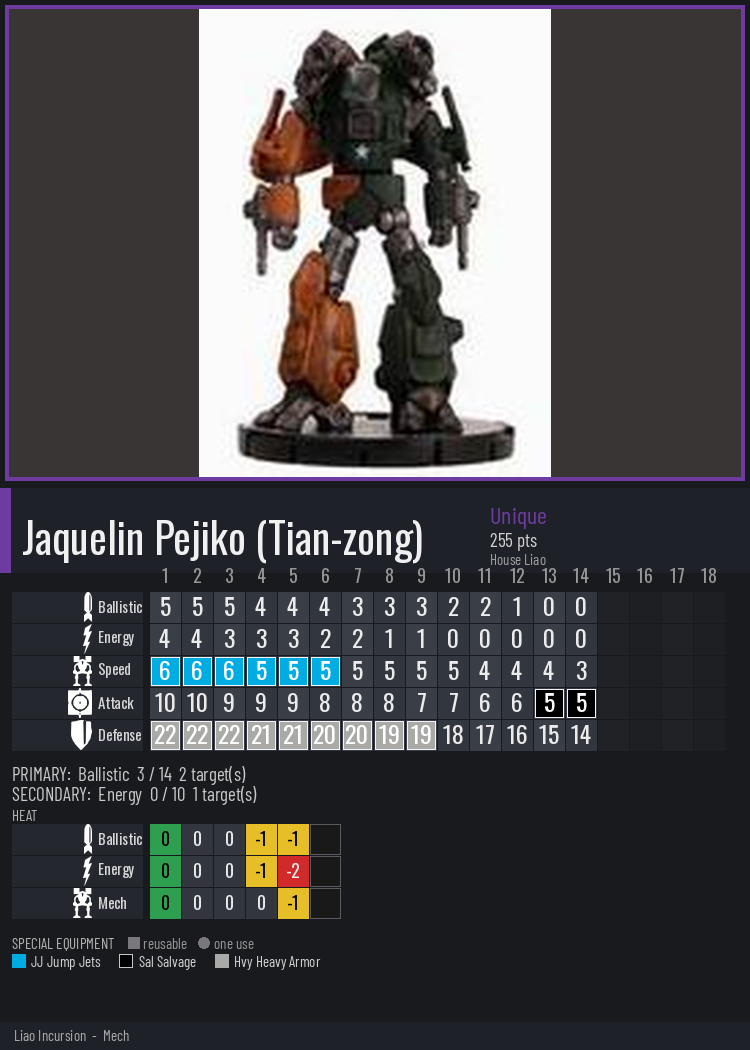 Jaquelin Pejiko (Tian-zong)
Unique
255 pts
House Liao
1 2 3 4 5 6 7 8 9 10 11 12 13 14 15 16 17 18
Ballistic 5 5 5 4 4 4 3 3 3 2 2 1 0 0
Energy 4 4 3 3 3 2 2 1 1 0 0 0 0 0
Speed 6 6 6 5 5 5 5 5 5 5 4 4 4 3
Attack 10 10 9 9 9 8 8 8 7 7 6 6 5 5
Defense 22 22 22 21 21 20 20 19 19 18 17 16 15 14
PRIMARY: Ballistic 3 / 14 2 target(s)
SECONDARY: Energy 0 / 10 1 target(s)
HEAT
Ballistic 0 0 0 -1 -1
Energy 0 0 0 -1 -2
Mech 0 0 0 0 -1
SPECIAL EQUIPMENT reusable one use
JJ Jump Jets Sal Salvage Hvy Heavy Armor
Liao Incursion - Mech